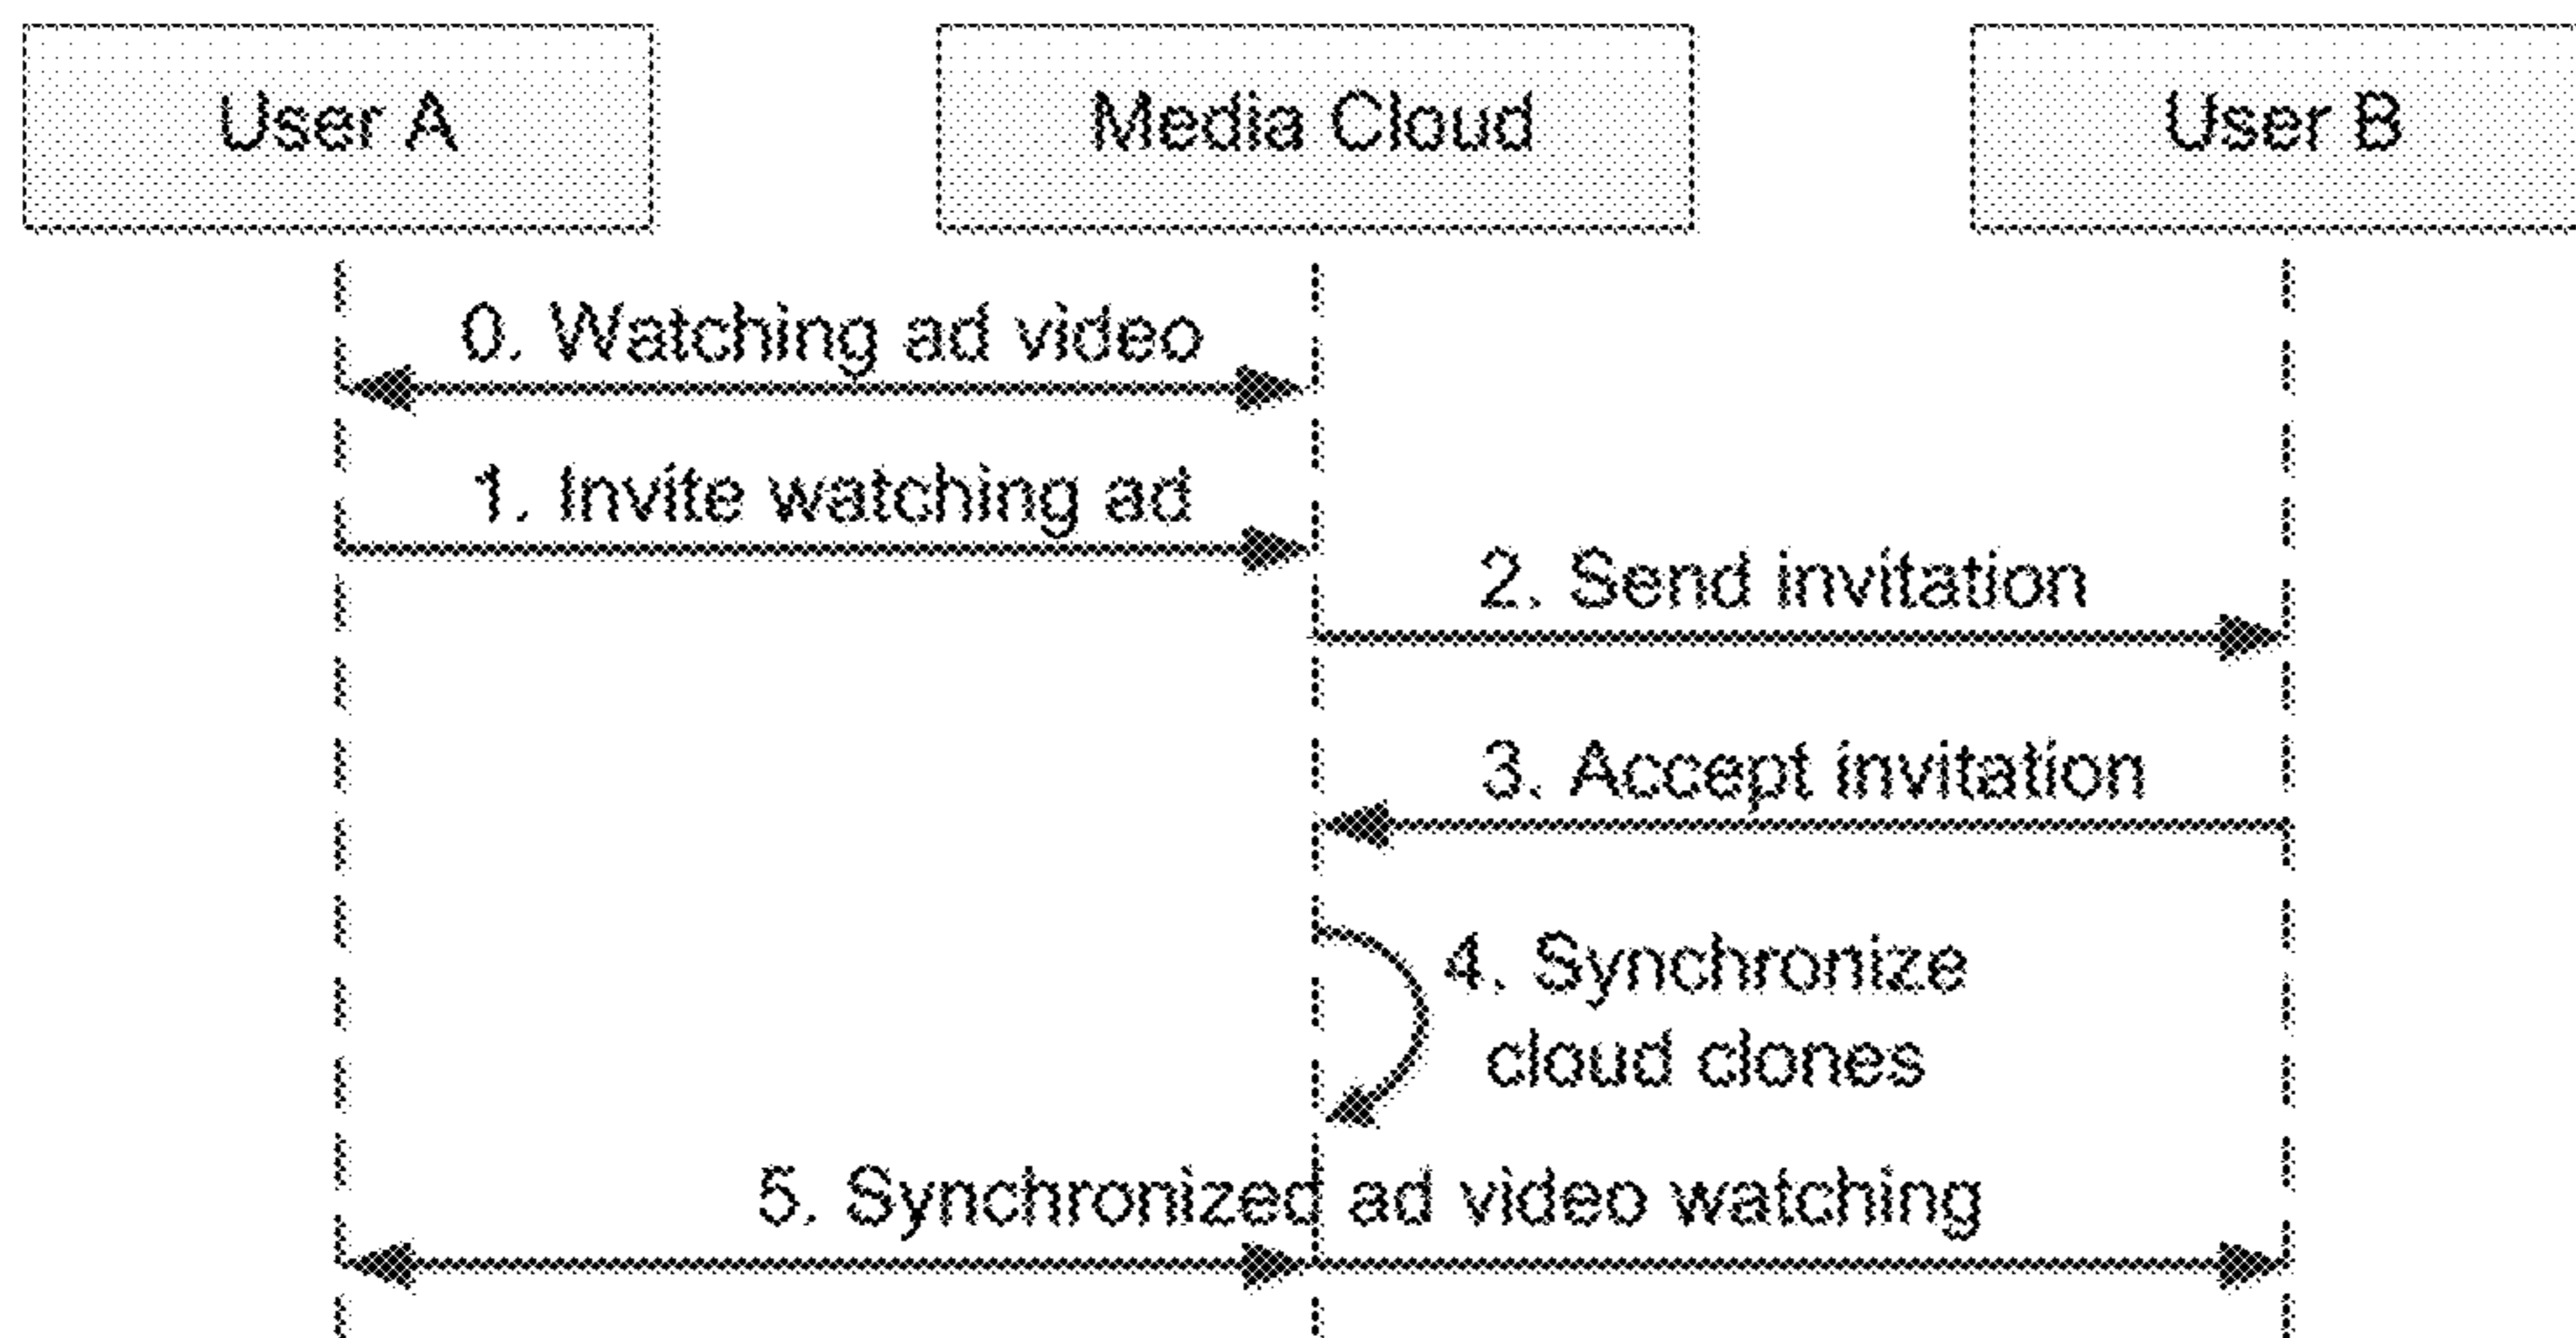 User A
Media Cloud
User B
0. Watching ad video
1. Invite watching ad
2. Send invitation
3. Accept invitation
4. Synchronize
cloud clones
5. Synchronized ad video watching